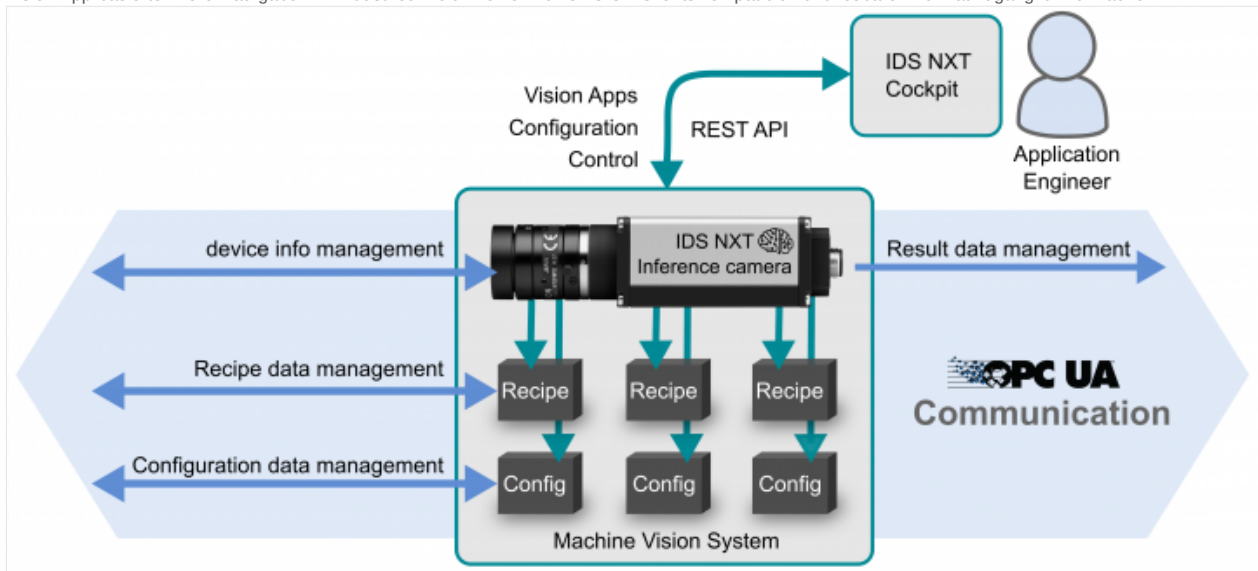 IDS NXT
Cockpit
Vision Apps
Configuration
Control
REST API
Application
Engineer
device info management
IDS NXT
Inference camera
Result data management
Recipe data management
Recipe
Recipe
Recipe
OPC UA
Communication
Configuration data management
Config
Config
Config
Machine Vision System